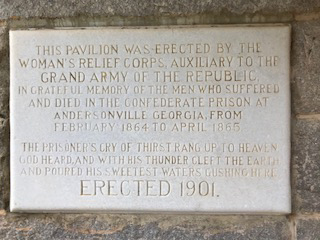 THIS PAVILION WAS ERECTED BY THE
WOMAN'S RELIEF CORPS, AUXILIARY TO THE
GRAND ARMY OF THE REPUBLIC,
IN GRATEFUL MEMORY OF THE MEN WHO SUFFERED
AND DIED IN THE CONFEDERATE PRISON AT
ANDERSONVILLE, GEORGIA, FROM
FEBRUARY 1864 TO APRIL 1865.
THE PRISONER'S CRY OF THIRST RANG UP TO HEAVEN,
GOD HEARD, AND WITH HIS THUNDER CLEFT THE EARTH
AND POURED HIS SWEETEST WATERS GUSHING HERE.
ERECTED 1901.